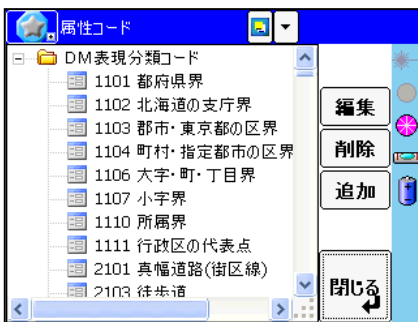 属性コード
DM表現分類コード
1101 都府県界
1102 北海道の支庁界
1103 郡市・東京都の区界
1104 町村・指定都市の区界
1106 大字・町・丁目界
1107 小字界
1110 所属界
1111 行政区の代表点
2101 真幅道路(街区線)
2103 徒歩道
編集
削除
追加
閉じる